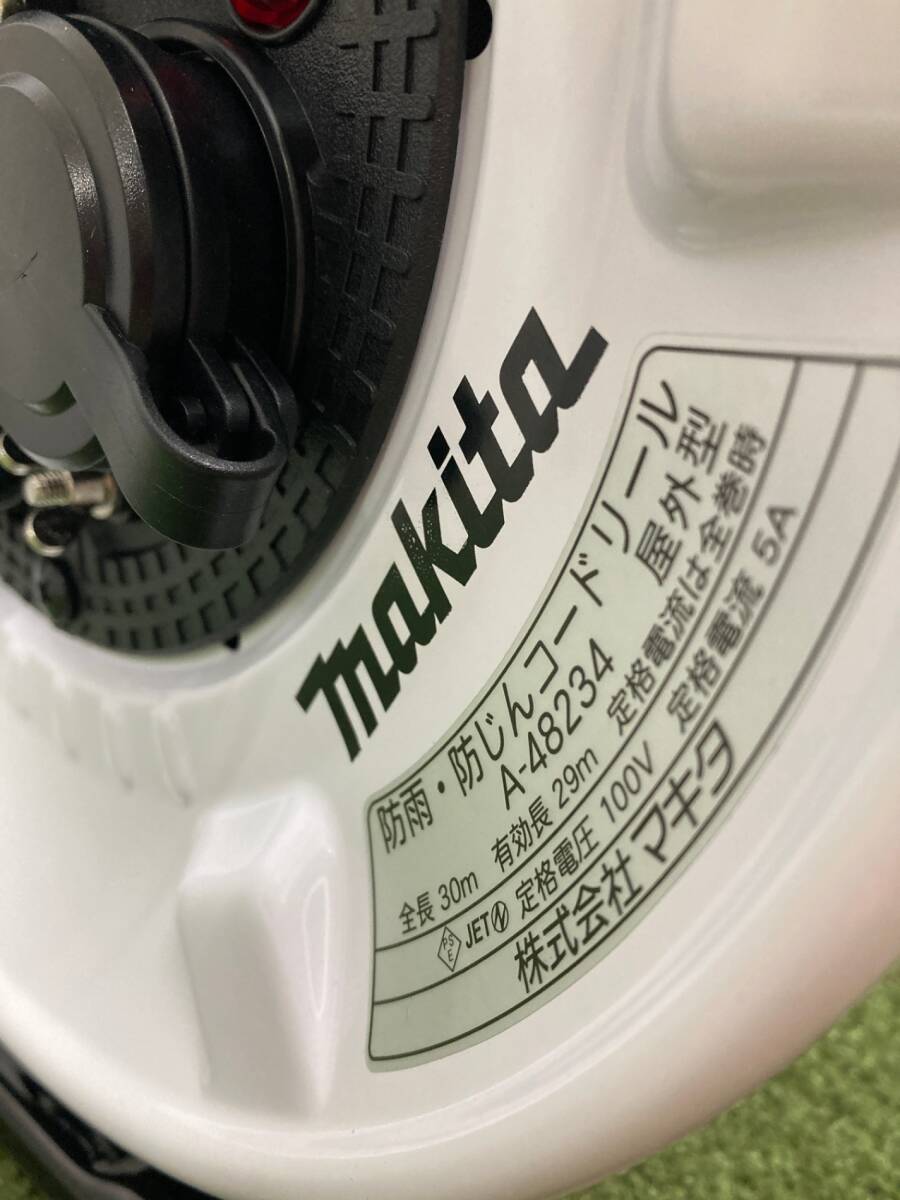 makita
防雨・防じんコードリール
A-48234 屋外型
全長 30m 有効長 29m 定格電流は全巻時
PSE JET 定格電圧 100V 定格電流 5A
株式会社 マキタ